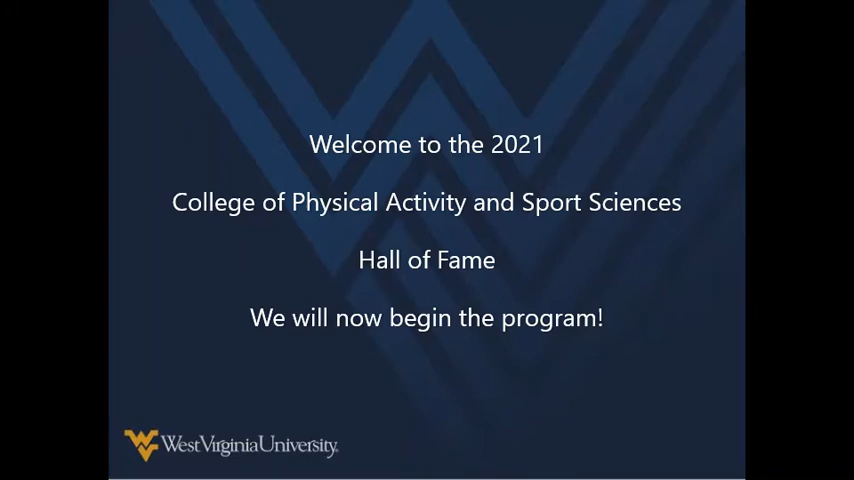 Welcome to the 2021
College of Physical Activity and Sport Sciences
Hall of Fame
We will now begin the program!
WestVirginiaUniversity.